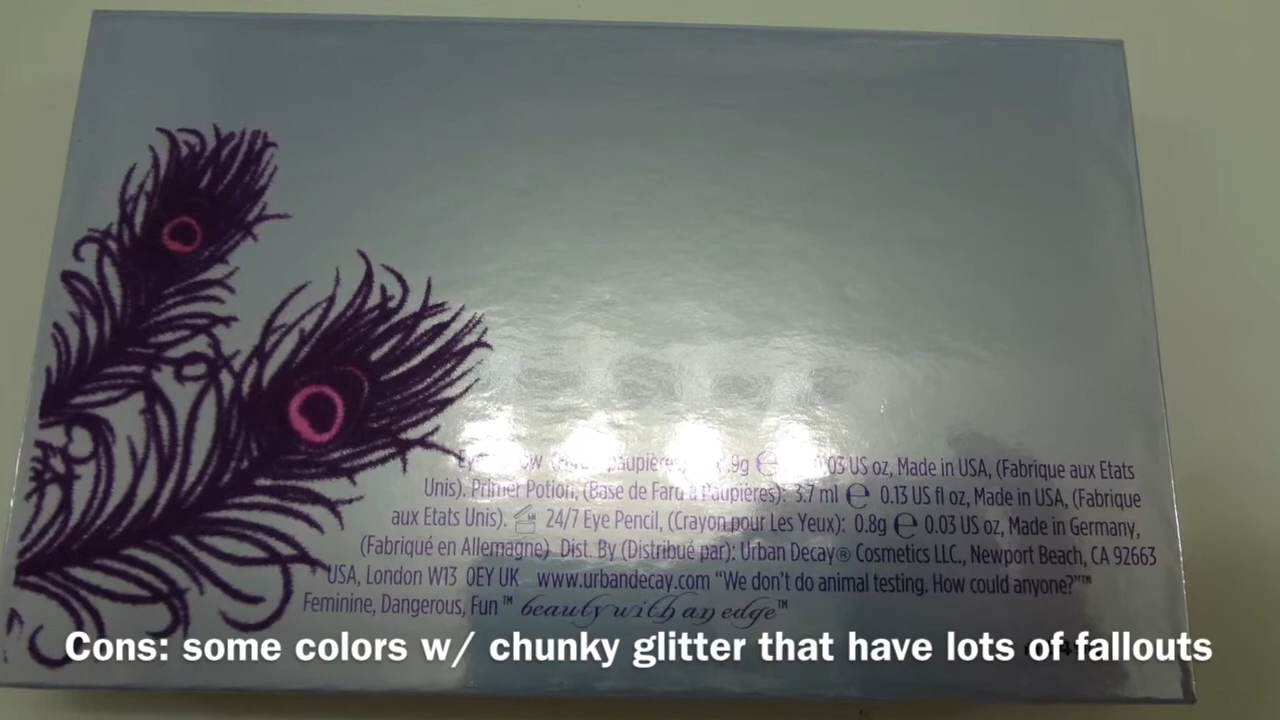 paupières) .9g e 03 US oz, Made in USA, (Fabrique aux Etats
Unis). Primer Potion, (Base de Fard à Paupières): 3.7 ml e 0.13 US fl oz, Made in USA, (Fabrique
aux Etats Unis). 24/7 Eye Pencil, (Crayon pour Les Yeux): 0.8g e 0.03 US oz, Made in Germany,
(Fabriqué en Allemagne) Dist. By (Distribué par): Urban Decay® Cosmetics LLC., Newport Beach, CA 92663
USA, London W13 0EY UK www.urbandecay.com “We don't do animal testing. How could anyone?”™
Feminine, Dangerous, Fun™ beauty with an edge™
Cons: some colors w/ chunky glitter that have lots of fallouts